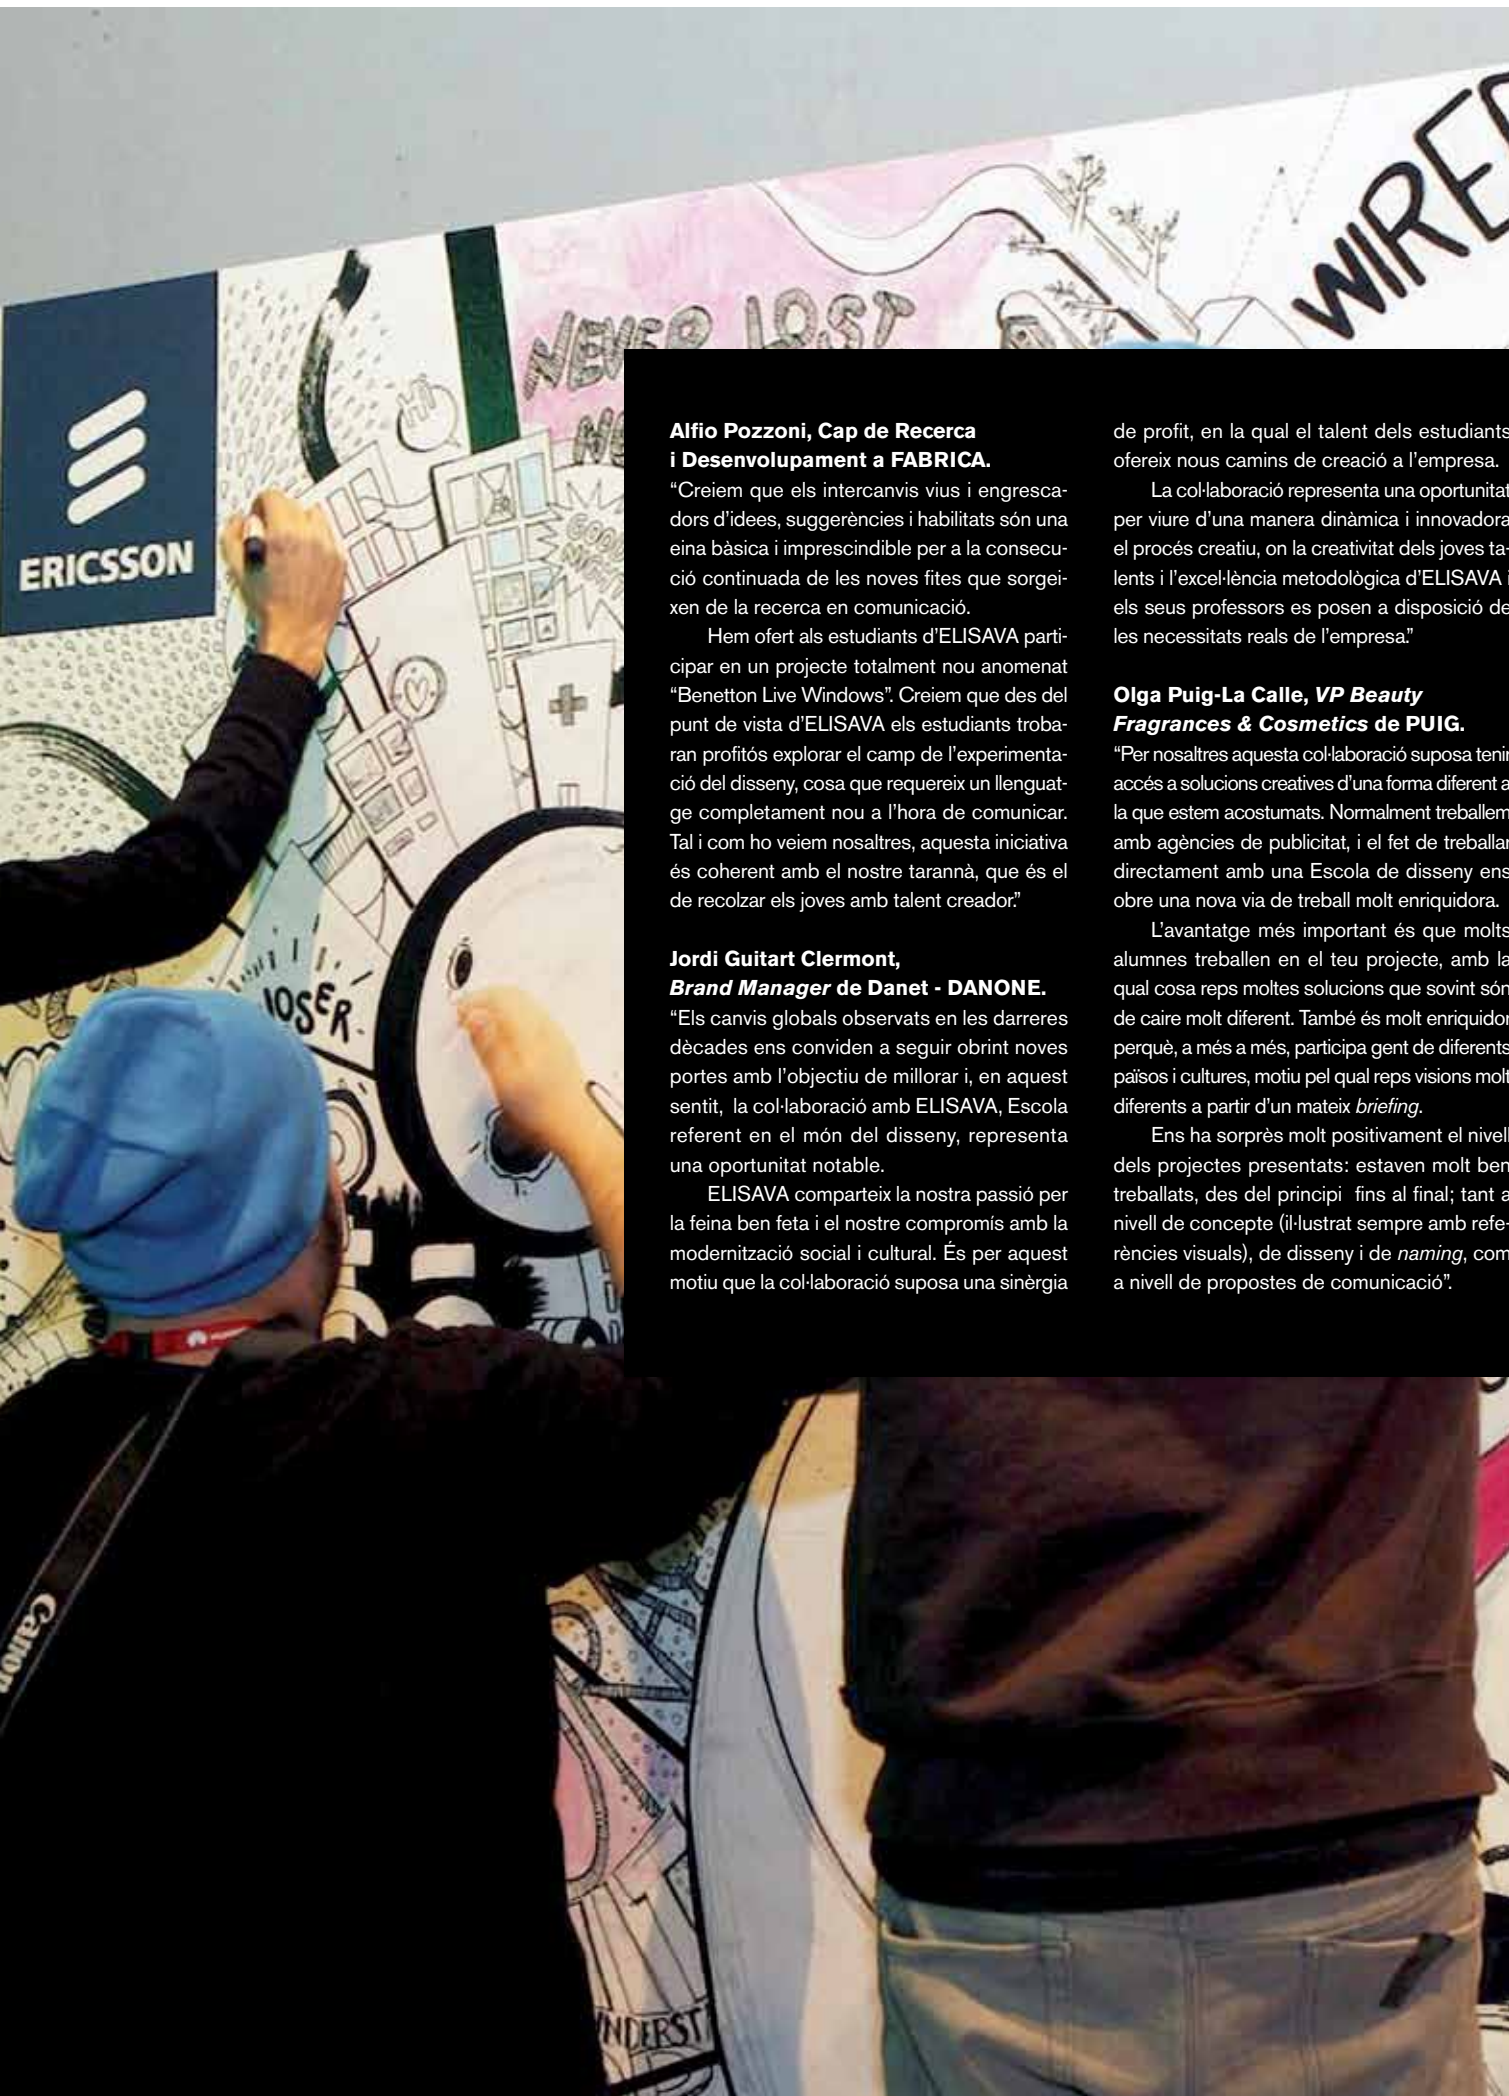 WIRED
NEVER LOST
Hi
GOOD
ERICSSON
LOSER.
Alfio Pozzoni, Cap de Recerca
i Desenvolupament a FABRICA.
“Creiem que els intercanvis vius i engresca-
dors d’idees, suggerències i habilitats són una
eina bàsica i imprescindible per a la consecu-
ció continuada de les noves fites que sorgei-
xen de la recerca en comunicació.
Hem ofert als estudiants d’ELISAVA parti-
cipar en un projecte totalment nou anomenat
“Benetton Live Windows”. Creiem que des del
punt de vista d’ELISAVA els estudiants troba-
ran profitós explorar el camp de l’experimenta-
ció del disseny, cosa que requereix un llenguat-
ge completament nou a l’hora de comunicar.
Tal i com ho veiem nosaltres, aquesta iniciativa
és coherent amb el nostre tarannà, que és el
de recolzar els joves amb talent creador.”
Jordi Guitart Clermont,
Brand Manager de Danet - DANONE.
“Els canvis globals observats en les darreres
dècades ens conviden a seguir obrint noves
portes amb l’objectiu de millorar i, en aquest
sentit, la col·laboració amb ELISAVA, Escola
referent en el món del disseny, representa
una oportunitat notable.
ELISAVA comparteix la nostra passió per
la feina ben feta i el nostre compromís amb la
modernització social i cultural. És per aquest
motiu que la col·laboració suposa una sinèrgia
de profit, en la qual el talent dels estudiants
ofereix nous camins de creació a l’empresa.
La col·laboració representa una oportunitat
per viure d’una manera dinàmica i innovadora
el procés creatiu, on la creativitat dels joves ta-
lents i l’excel·lència metodològica d’ELISAVA i
els seus professors es posen a disposició de
les necessitats reals de l’empresa.”
Olga Puig-La Calle, VP Beauty
Fragrances & Cosmetics de PUIG.
“Per nosaltres aquesta col·laboració suposa tenir
accés a solucions creatives d’una forma diferent a
la que estem acostumats. Normalment treballem
amb agències de publicitat, i el fet de treballar
directament amb una Escola de disseny ens
obre una nova via de treball molt enriquidora.
L’avantatge més important és que molts
alumnes treballen en el teu projecte, amb la
qual cosa reps moltes solucions que sovint són
de caire molt diferent. També és molt enriquidor
perquè, a més a més, participa gent de diferents
països i cultures, motiu pel qual reps visions molt
diferents a partir d’un mateix briefing.
Ens ha sorprès molt positivament el nivell
dels projectes presentats: estaven molt ben
treballats, des del principi fins al final; tant a
nivell de concepte (il·lustrat sempre amb refe-
rències visuals), de disseny i de naming, com
a nivell de propostes de comunicació”.
Canon
UNDERST